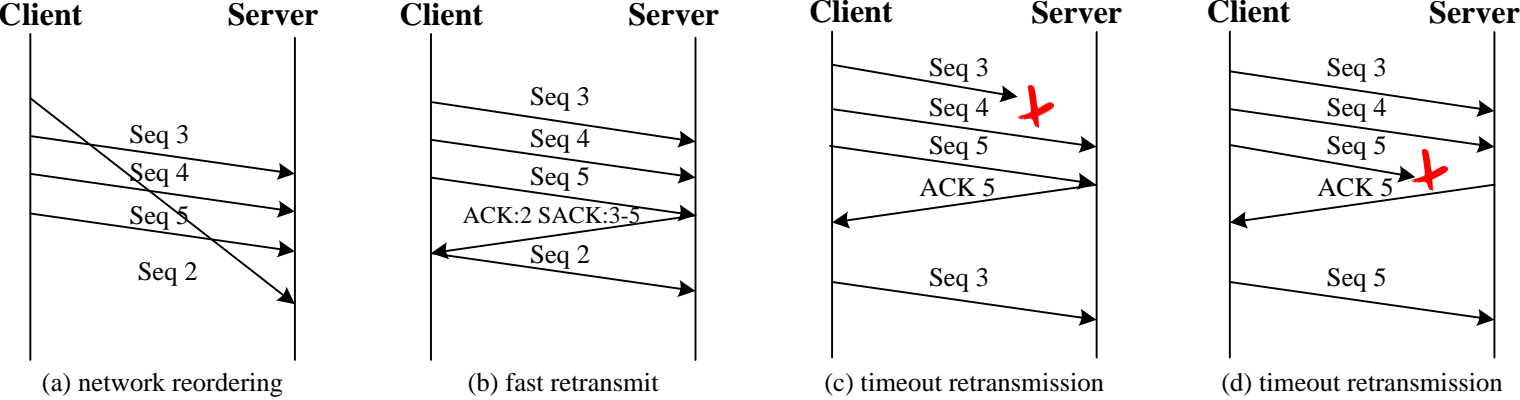 Client Server
Seq 3
Seq 4
Seq 5
Seq 2
(a) network reordering
Client Server
Seq 3
Seq 4
Seq 5
ACK:2 SACK:3-5
Seq 2
(b) fast retransmit
Client Server
Seq 3
Seq 4
Seq 5
ACK 5
Seq 3
(c) timeout retransmission
Client Server
Seq 3
Seq 4
Seq 5
ACK 5
Seq 5
(d) timeout retransmission